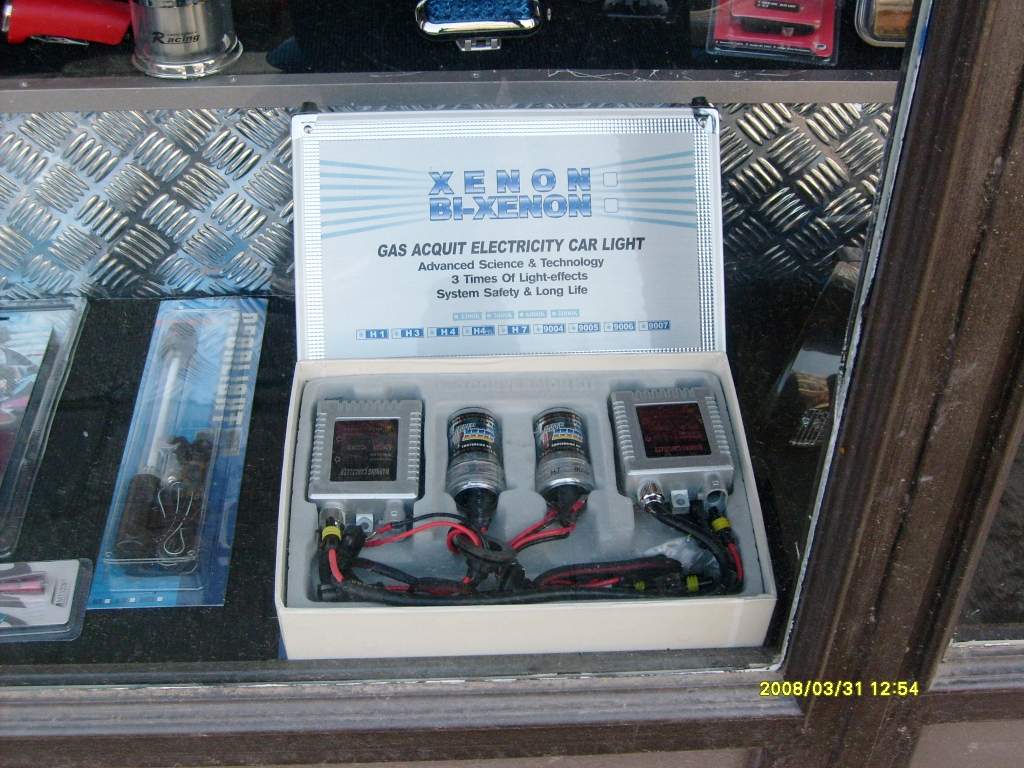 Racing
XENON
BI-XENON
GAS ACQUIT ELECTRICITY CAR LIGHT
Advanced Science & Technology
3 Times Of Light-effects
System Safety & Long Life
H1 H3 H4 H4 H7 9004 9005 9006 9007
H7
2008/03/31 12:54